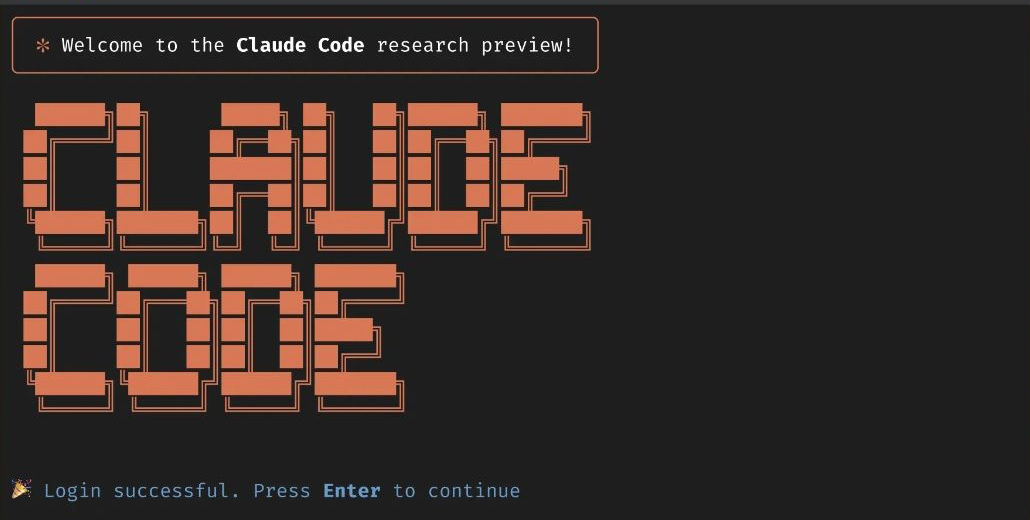 ✻ Welcome to the Claude Code research preview!
CLAUDE
CODE
🎉 Login successful. Press Enter to continue